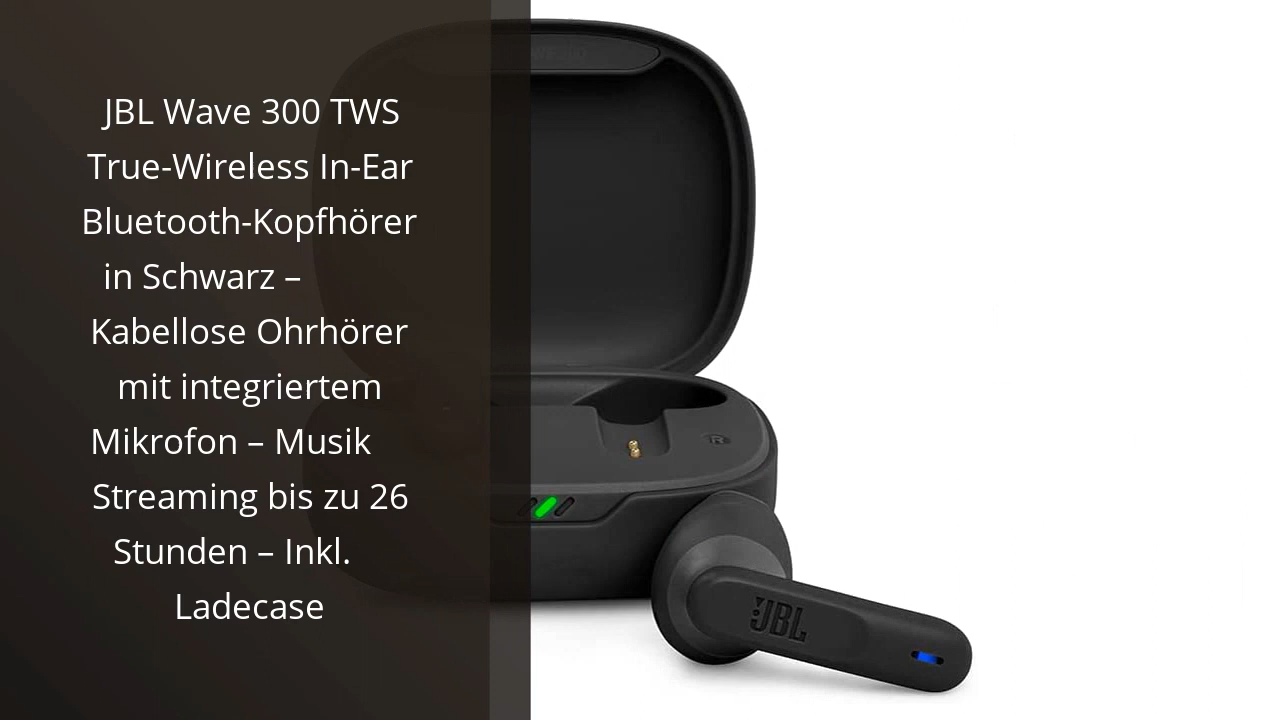 JBL Wave 300 TWS
True-Wireless In-Ear
Bluetooth-Kopfhörer
in Schwarz –
Kabellose Ohrhörer
mit integriertem
Mikrofon – Musik
Streaming bis zu 26
Stunden – Inkl.
Ladecase
R
JBL